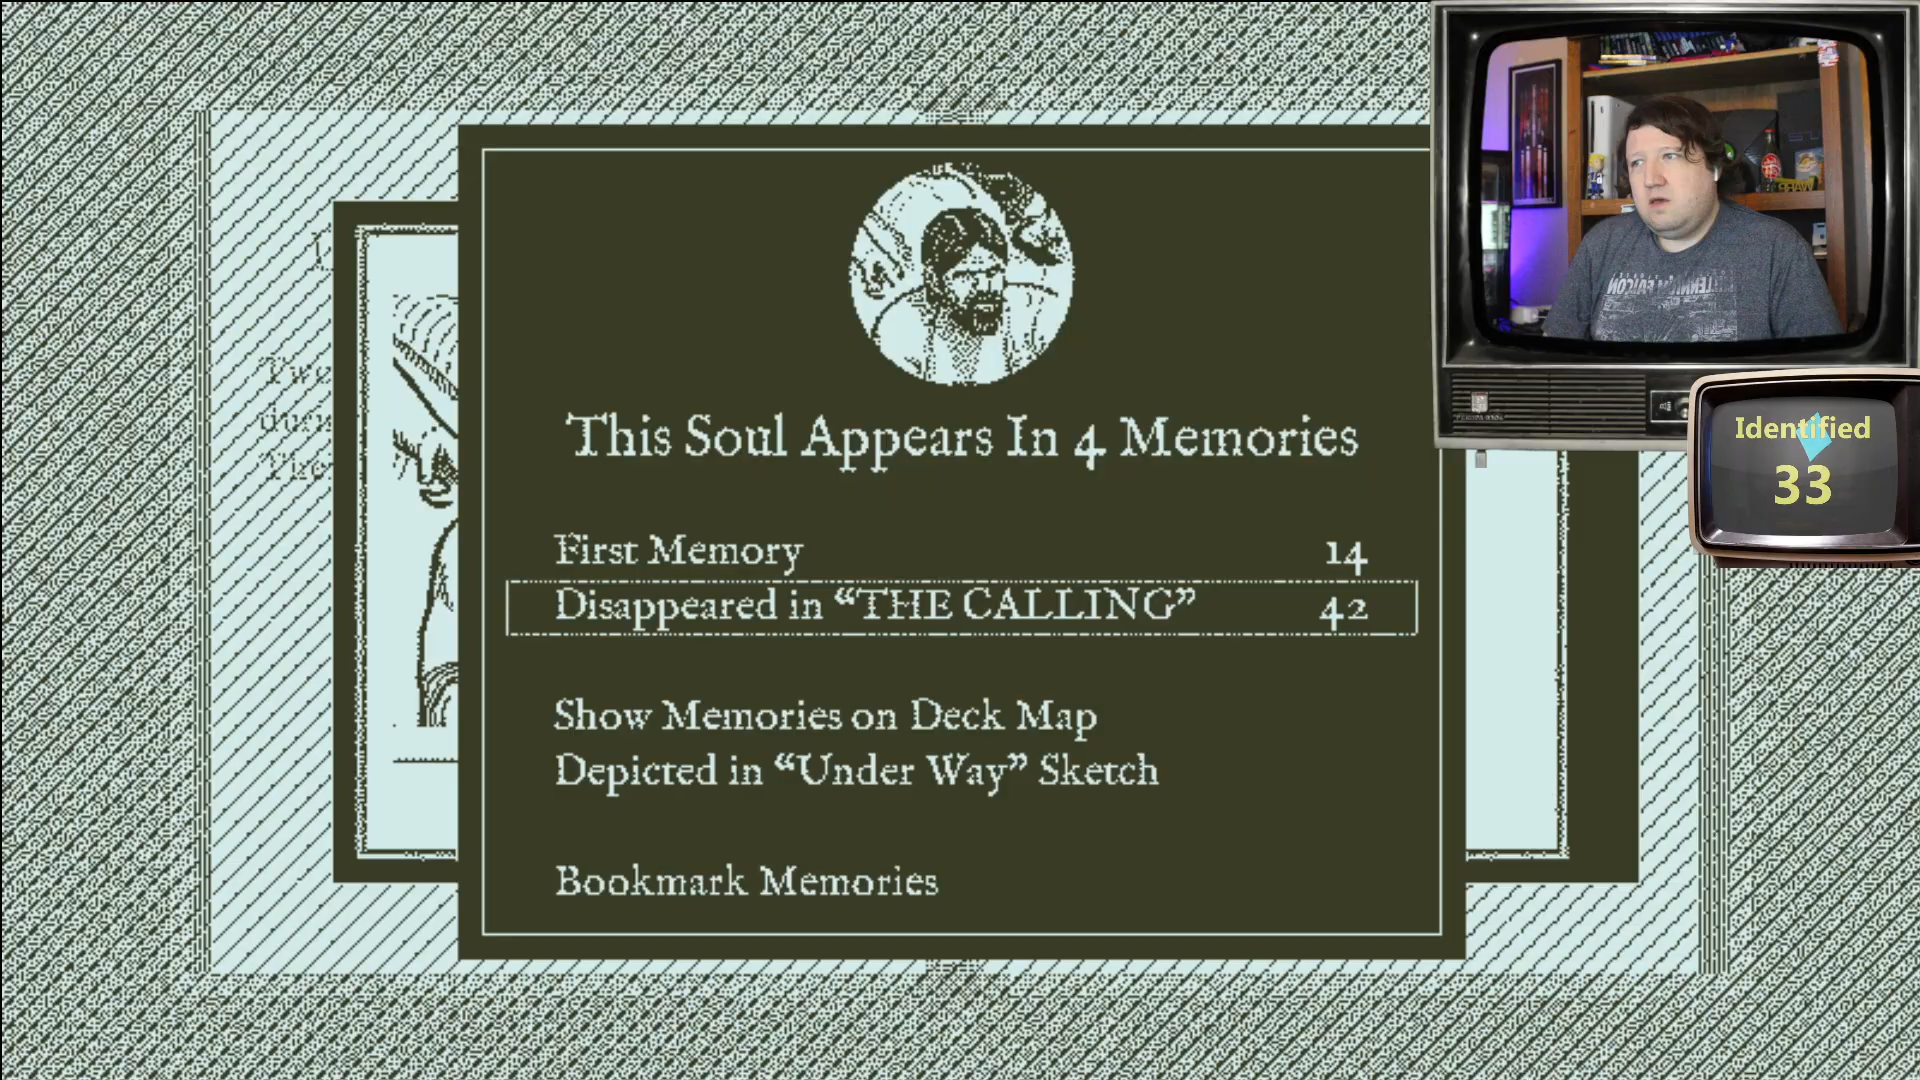 This Soul Appears In 4 Memories
First Memory 14
Disappeared in “THE CALLING” 42
Show Memories on Deck Map
Depicted in “Under Way” Sketch
Bookmark Memories
Identified
33